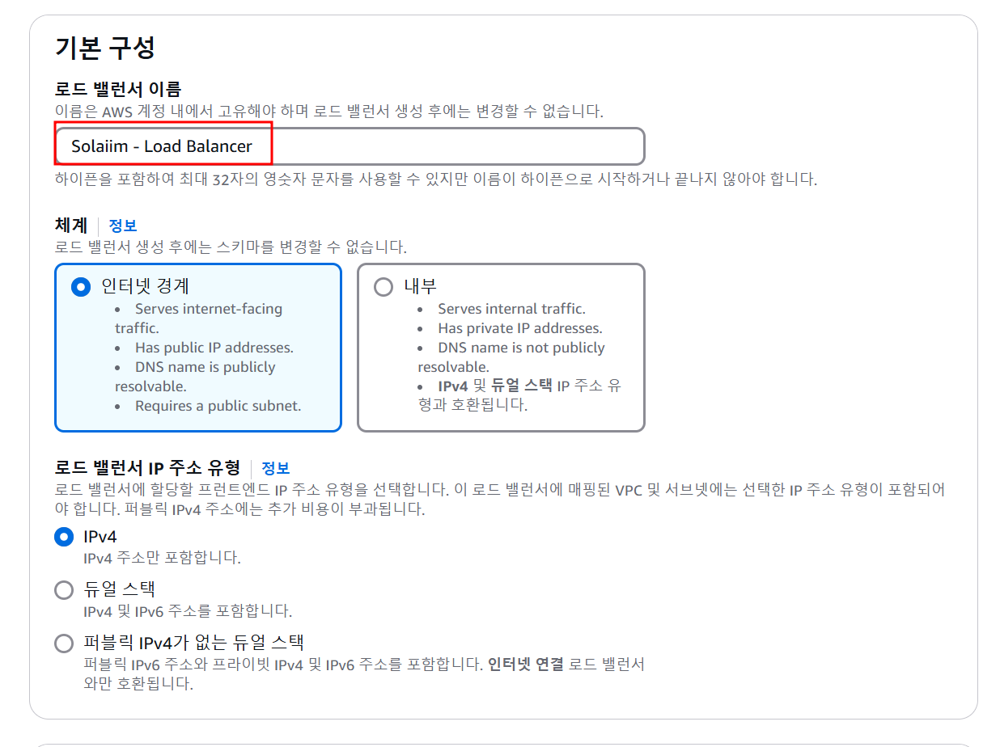 기본 구성
로드 밸런서 이름
이름은 AWS 계정 내에서 고유해야 하며 로드 밸런서 생성 후에는 변경할 수 없습니다.
Solaiim - Load Balancer
하이픈을 포함하여 최대 32자의 영숫자 문자를 사용할 수 있지만 이름이 하이픈으로 시작하거나 끝나지 않아야 합니다.
체계 | 정보
로드 밸런서 생성 후에는 스키마를 변경할 수 없습니다.
인터넷 경계
• Serves internet-facing
traffic.
• Has public IP addresses.
• DNS name is publicly
resolvable.
• Requires a public subnet.
내부
• Serves internal traffic.
• Has private IP addresses.
• DNS name is not publicly
resolvable.
• IPv4 및 듀얼 스택 IP 주소 유
형과 호환됩니다.
로드 밸런서 IP 주소 유형 | 정보
로드 밸런서에 할당할 프런트엔드 IP 주소 유형을 선택합니다. 이 로드 밸런서에 매핑된 VPC 및 서브넷에는 선택한 IP 주소 유형이 포함되어
야 합니다. 퍼블릭 IPv4 주소에는 추가 비용이 부과됩니다.
IPv4
IPv4 주소만 포함합니다.
듀얼 스택
IPv4 및 IPv6 주소를 포함합니다.
퍼블릭 IPv4가 없는 듀얼 스택
퍼블릭 IPv6 주소와 프라이빗 IPv4 및 IPv6 주소를 포함합니다. 인터넷 연결 로드 밸런서
와만 호환됩니다.